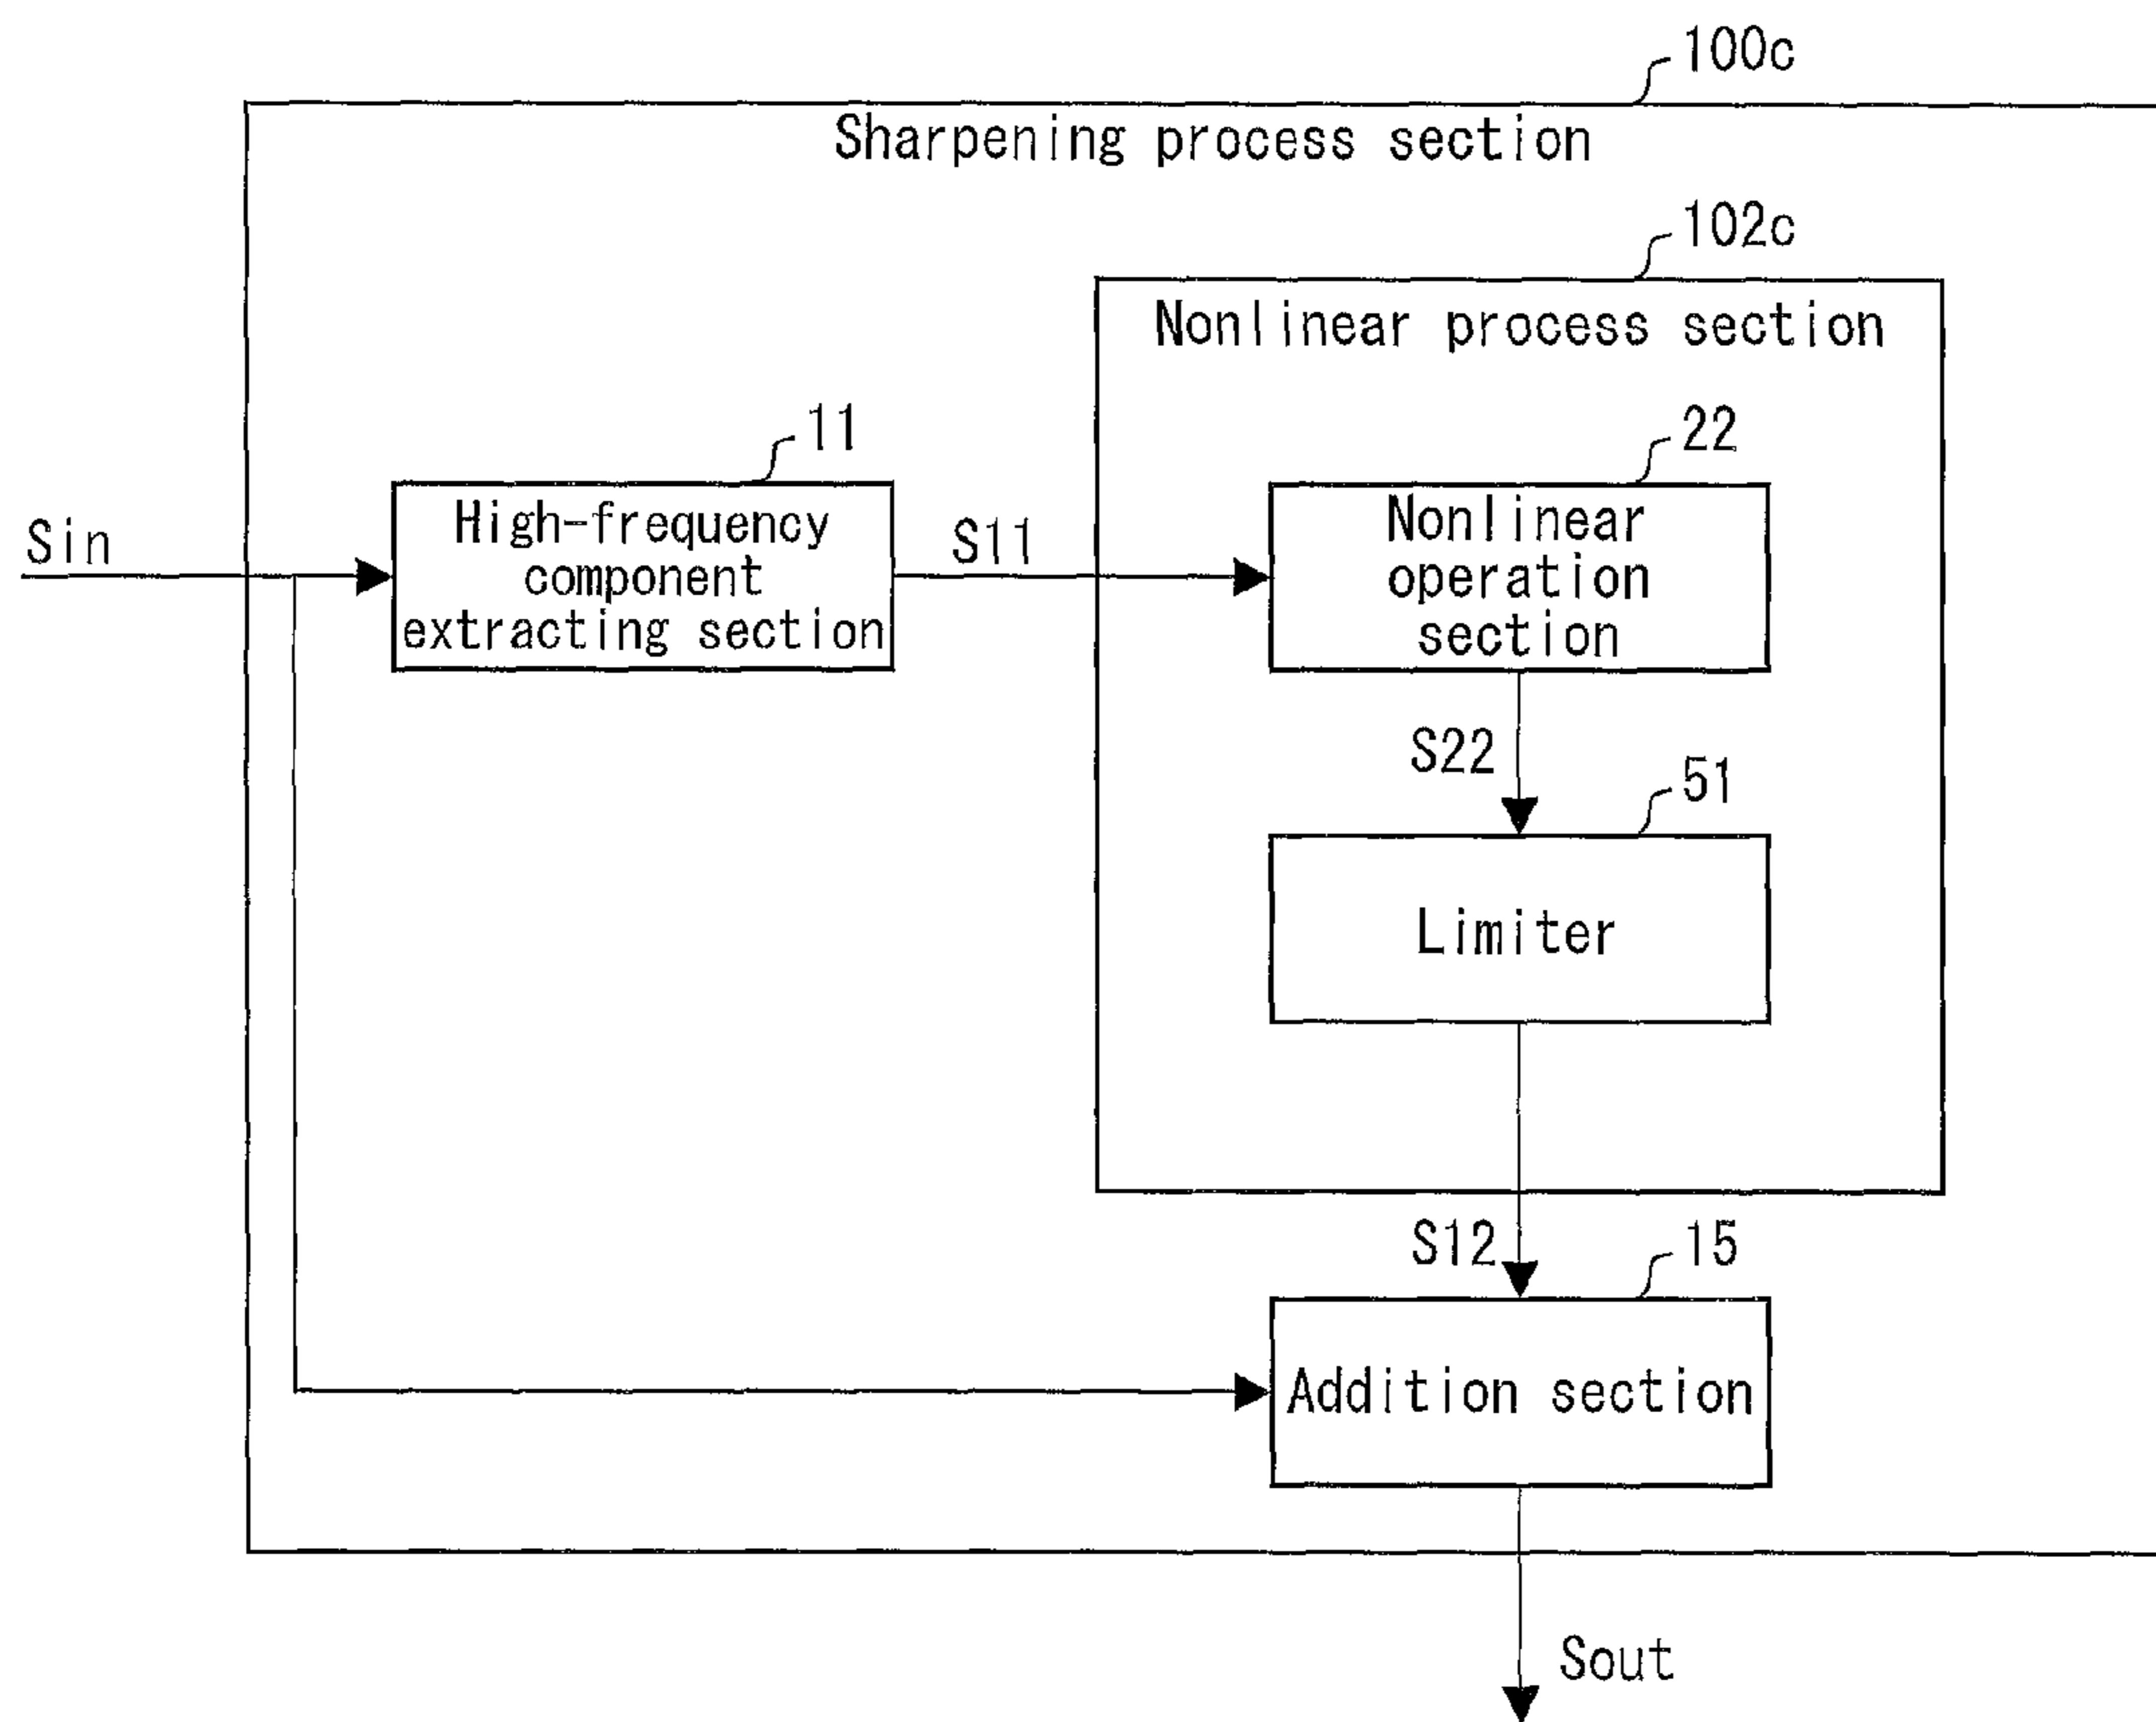 100c
Sharpening process section
102c
Nonlinear process section
11
22
Sin
High-frequency
component
extracting section
S11
Nonlinear
operation
section
S22
51
Limiter
S12
15
Addition section
Sout